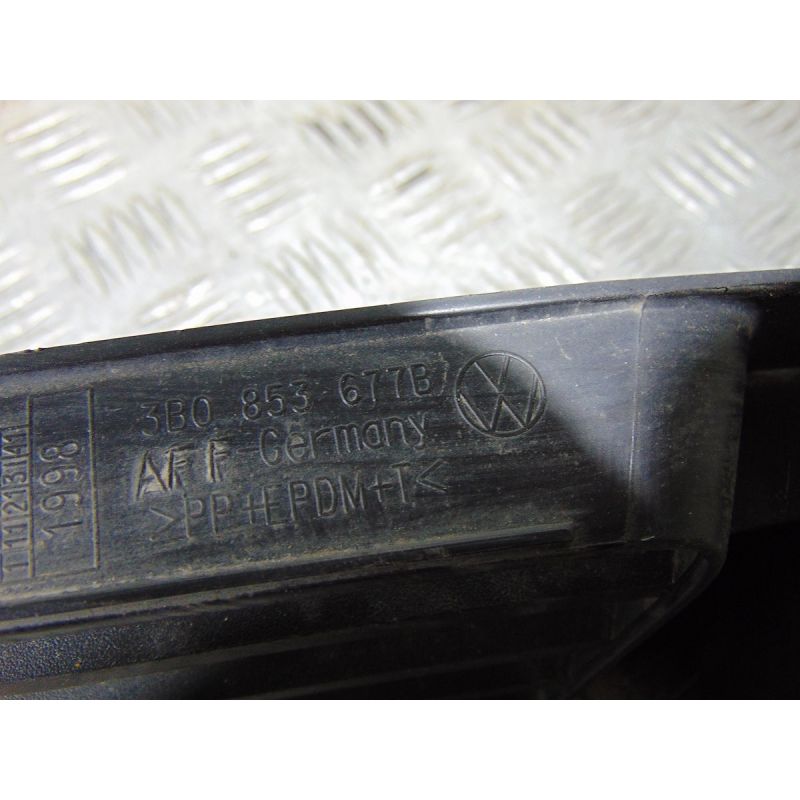 3B0 853 677B
AFF-Germany
>PP+EPDM+T<
1998